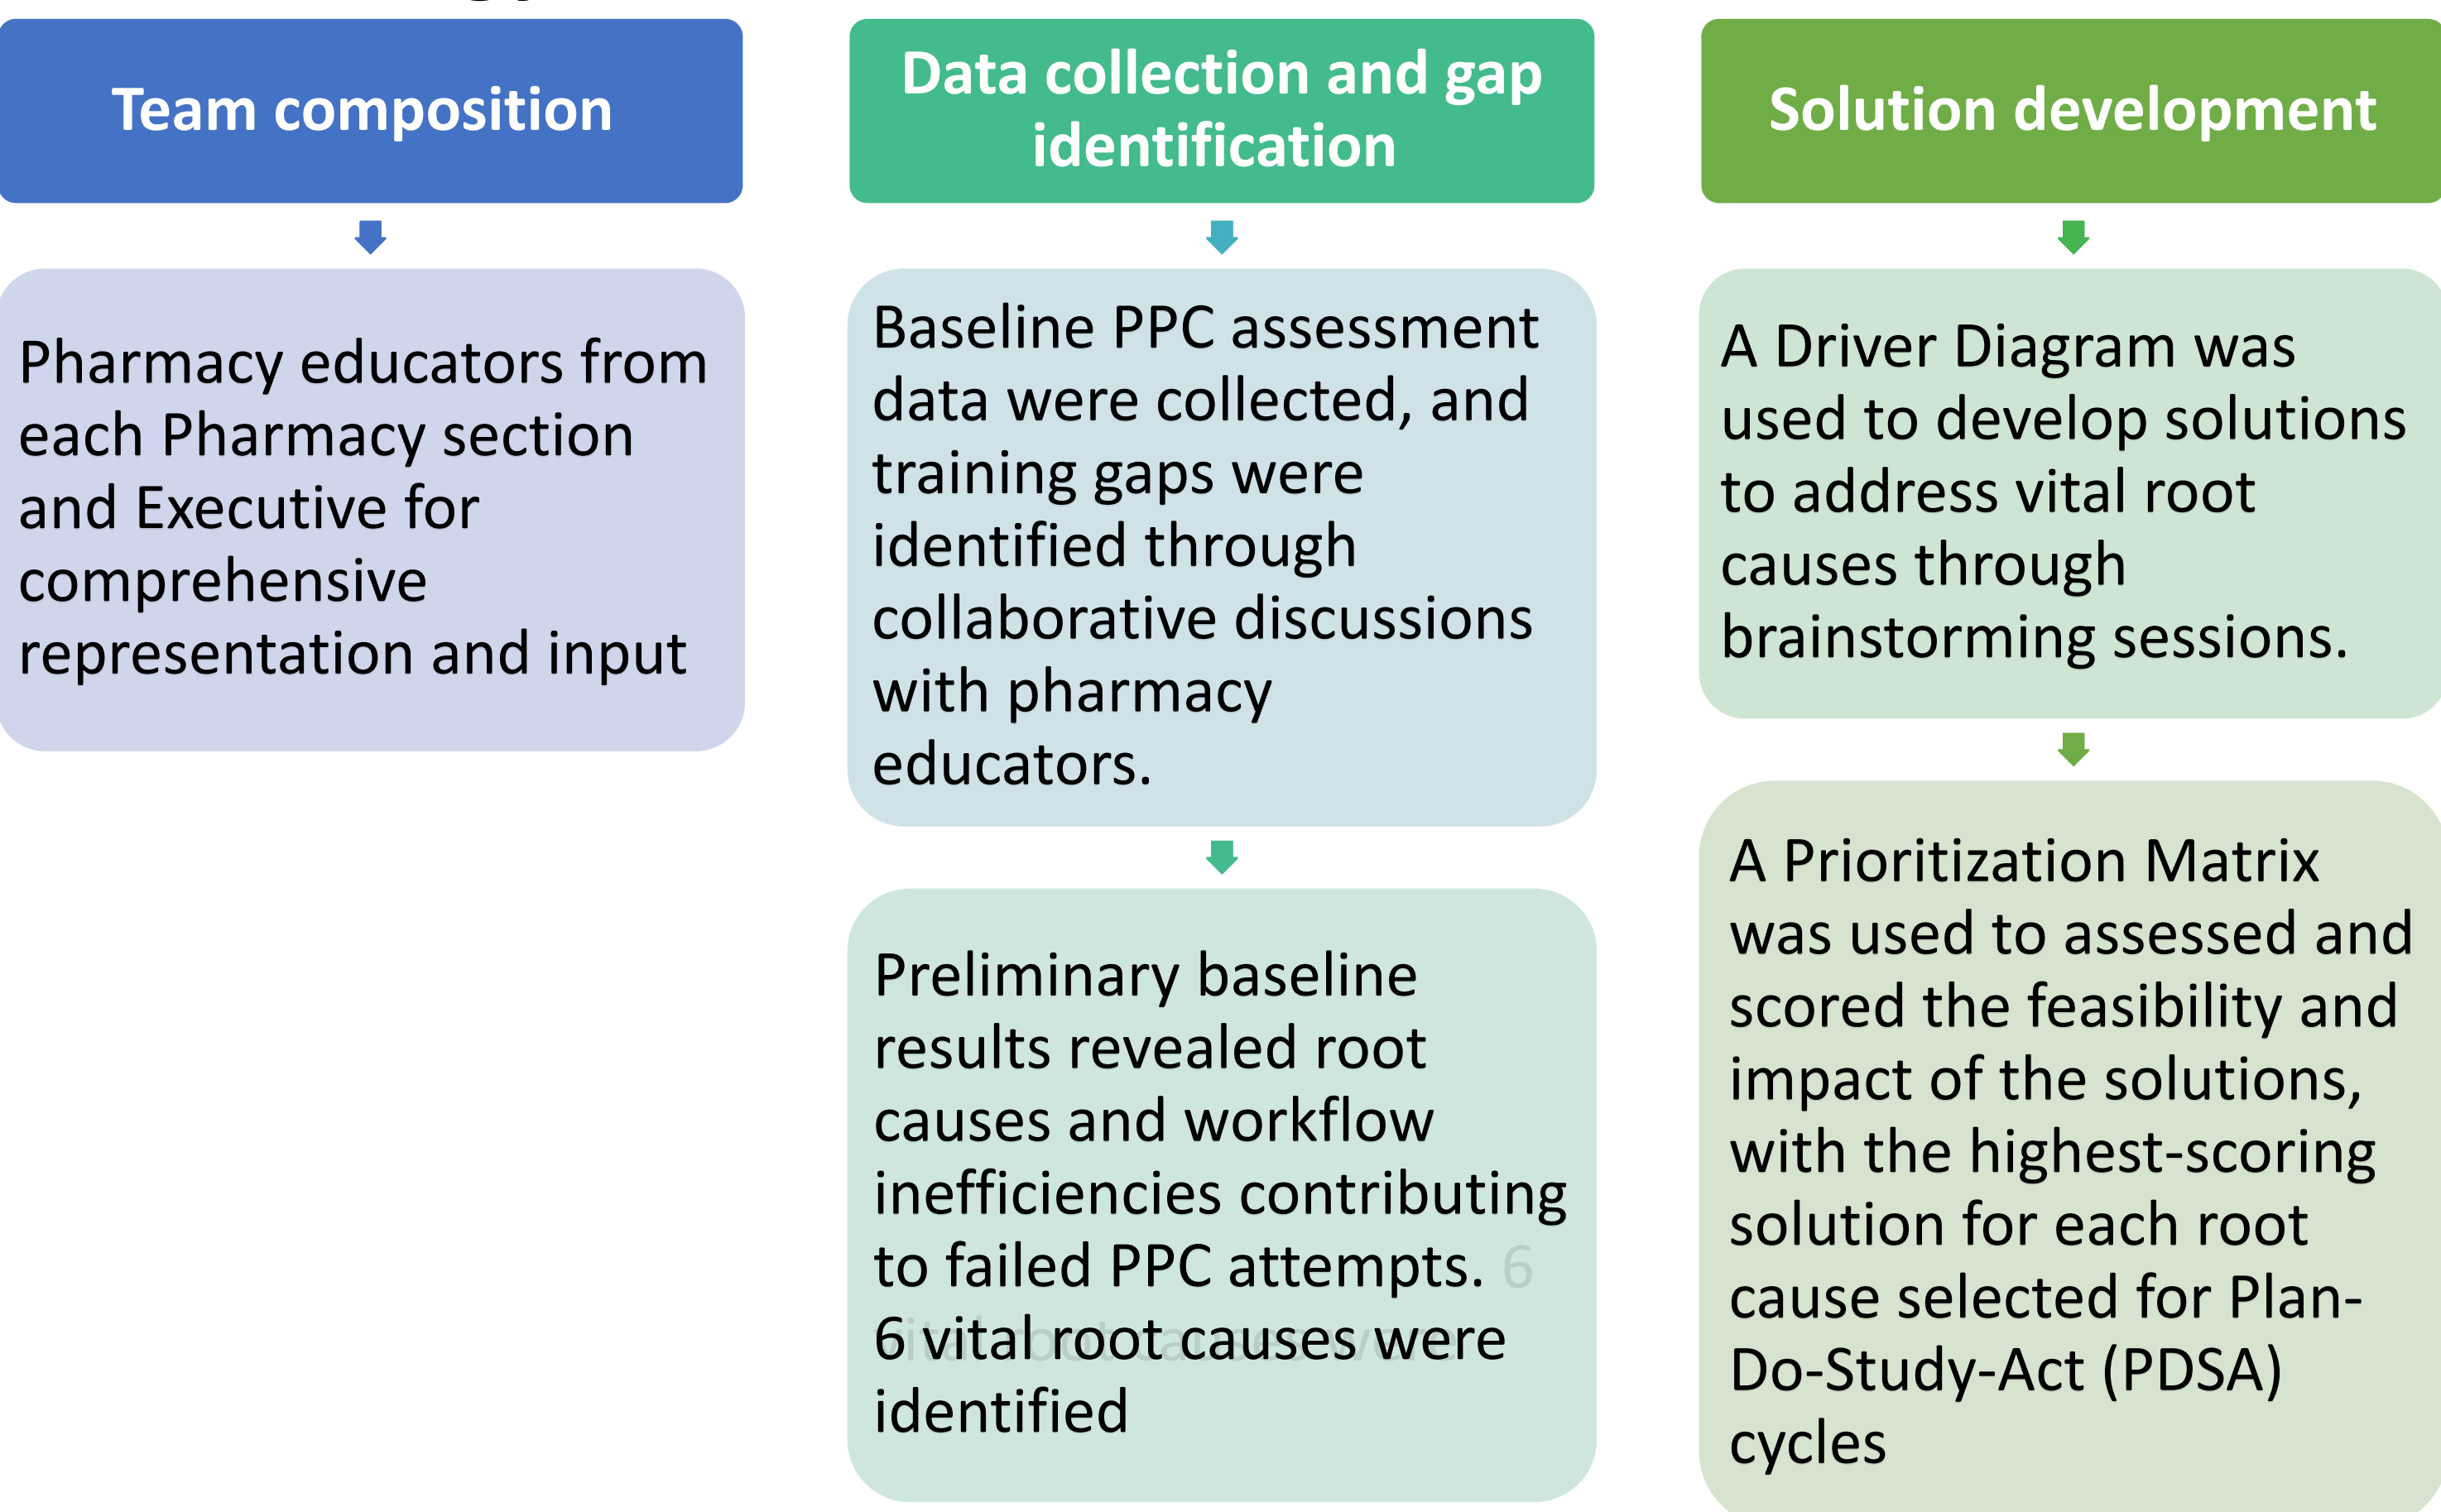 Team composition
Pharmacy educators from
each Pharmacy section
and Executive for
comprehensive
representation and input
Data collection and gap
identification
Baseline PPC assessment
data were collected, and
training gaps were
identified through
collaborative discussions
with pharmacy
educators.
Preliminary baseline
results revealed root
causes and workflow
inefficiencies contributing
to failed PPC attempts. 6
vital root causes were
6 vital root causes were
identified
Solution development
A Driver Diagram was
used to develop solutions
to address vital root
causes through
brainstorming sessions.
A Prioritization Matrix
was used to assessed and
scored the feasibility and
impact of the solutions,
with the highest-scoring
solution for each root
cause selected for Plan-
Do-Study-Act (PDSA)
cycles